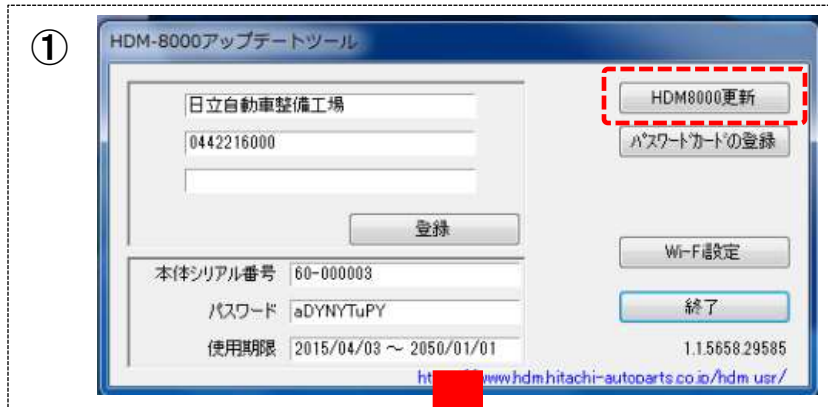 ①
HDM-8000アップデートツール
日立自動車整備工場
HDM8000更新
0442216000
パスワードカードの登録
登録
Wi-Fi設定
本体シリアル番号 60-000003
パスワード aDYNYTuPY
終了
使用期限 2015/04/03 ~ 2050/01/01
1.1.5658.29585
ht www.hdm.hitachi-autoparts.co.jp/hdm_usr/